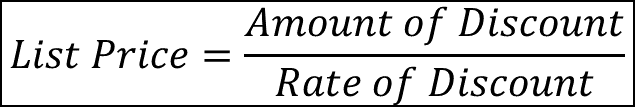 List Price = Amount of Discount / Rate of Discount